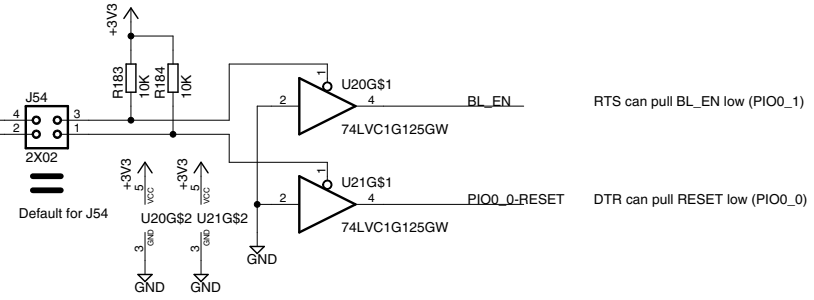 +3V3
R183
10K
R184
10K
J54
4
3
2
1
2X02
Default for J54
1
U20G$1
2
4
BL_EN
RTS can pull BL_EN low (PIO0_1)
74LVC1G125GW
+3V3
5
VCC
+3V3
5
VCC
U20G$2
U21G$2
3
GND
3
GND
GND
GND
1
U21G$1
2
4
PIO0_0-RESET
DTR can pull RESET low (PIO0_0)
74LVC1G125GW
GND